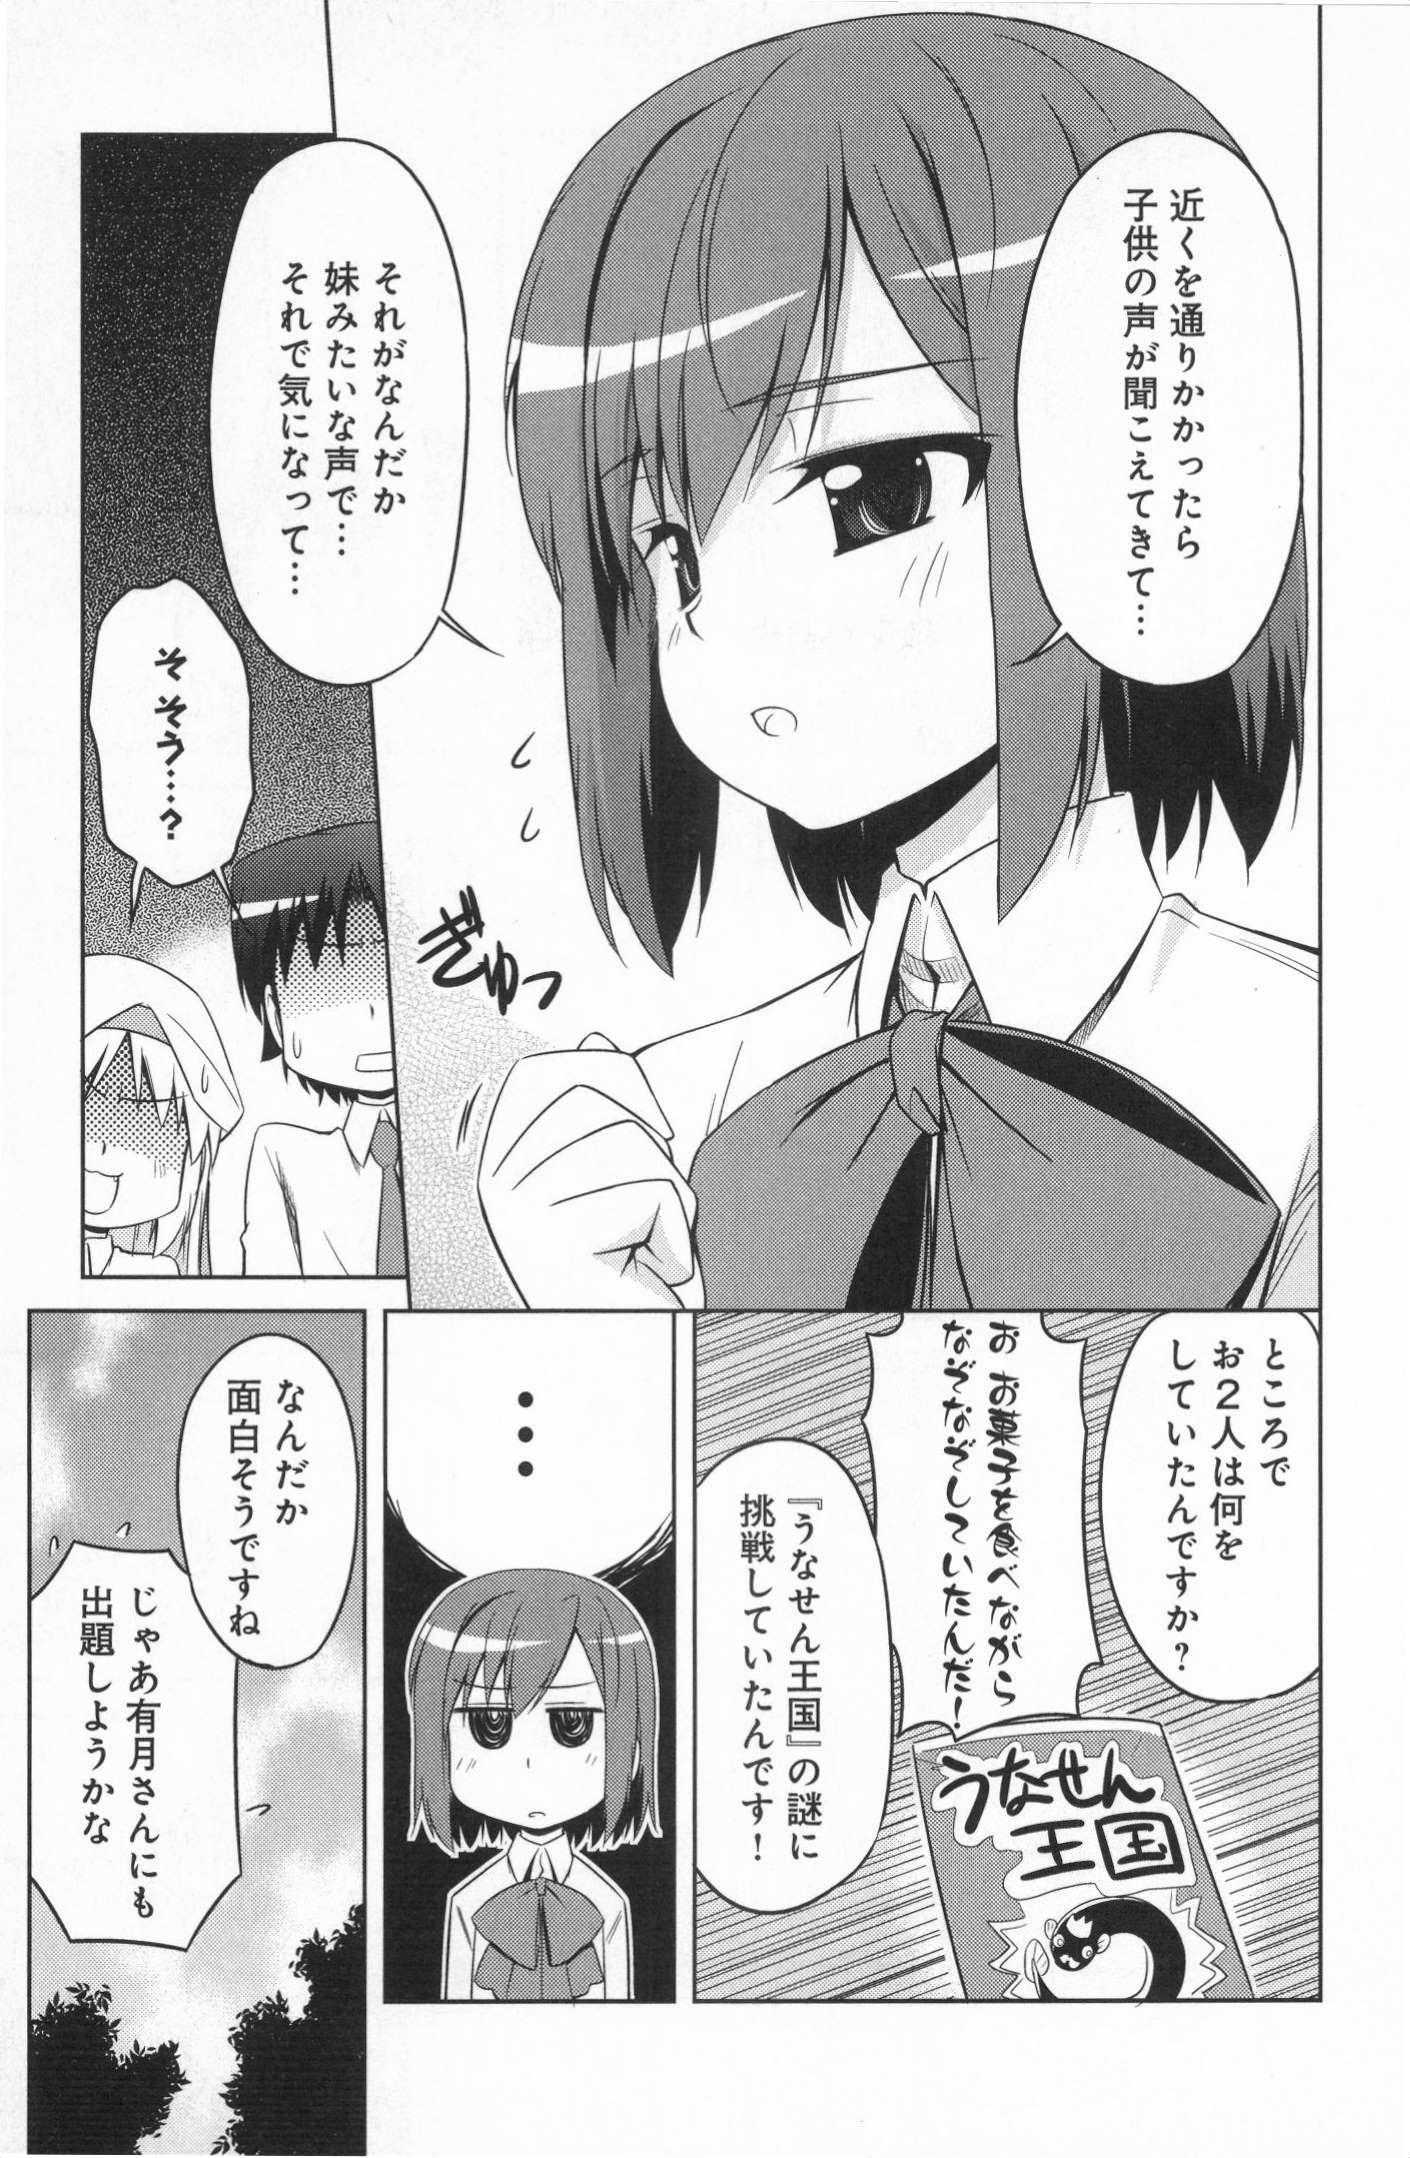 近くを通りかかったら
子供の声が聞こえてきて…
それがなんだか
妹みたいな声で…
それで気になって…
ぎゅっ
そ そう…?
ところで
お2人は何を
していたんですか?
お お菓子を食べながら
なぞなぞしていたんだ!
『うなせん王国』の謎に
挑戦していたんです!
うなせん
王国
…
なんだか
面白そうですね
じゃあ有月さんにも
出題しようかな